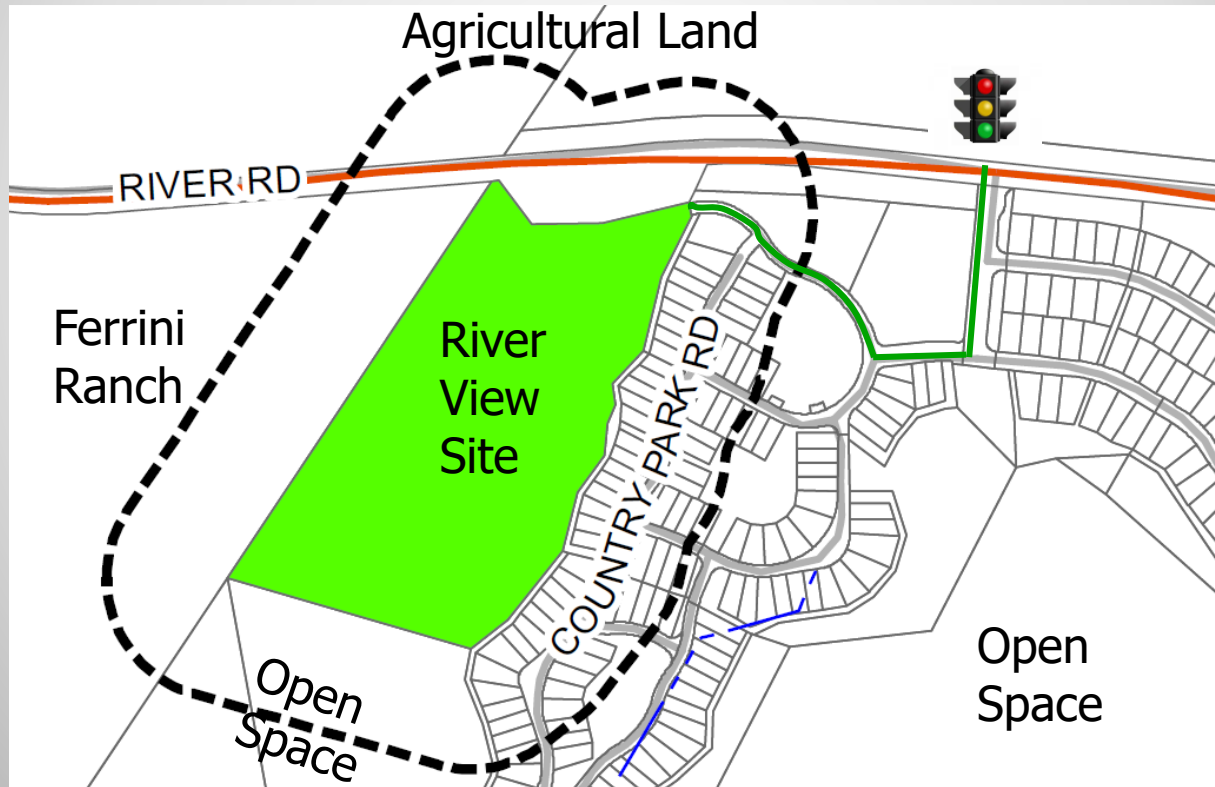 Agricultural Land
RIVER RD
Ferrini
Ranch
River
View
Site
COUNTRY PARK RD
Open
Space
Open
Space